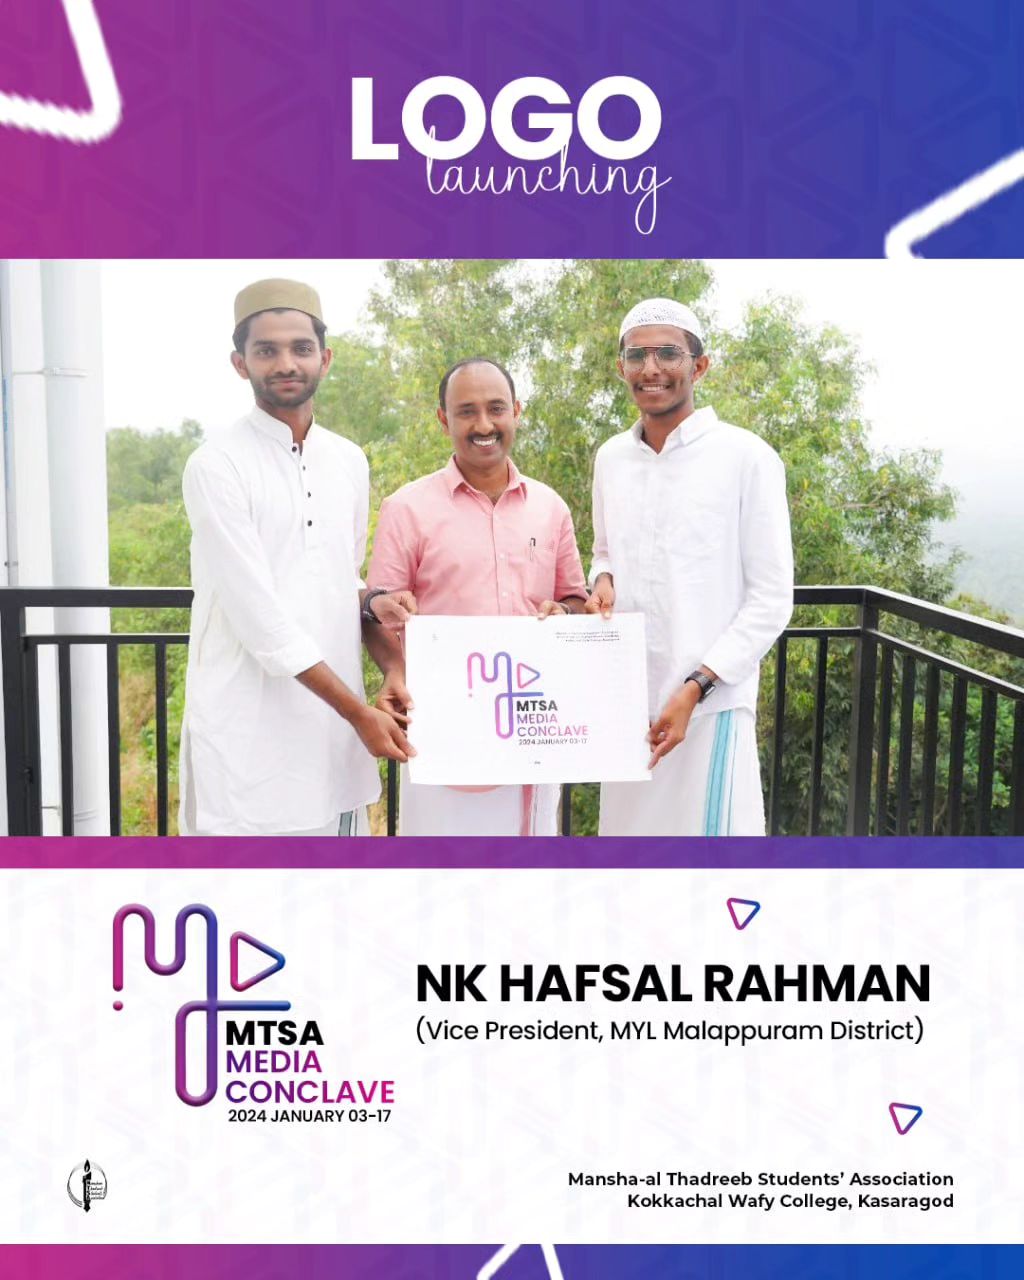 LOGO
launching
MTSA
MEDIA
CONCLAVE
2024 JANUARY 03-17
MTSA
MEDIA
CONCLAVE
2024 JANUARY 03-17
NK HAFSAL RAHMAN
(Vice President, MYL Malappuram District)
Mansha-al Thadreeb Students' Association
Kokkachal Wafy College, Kasaragod